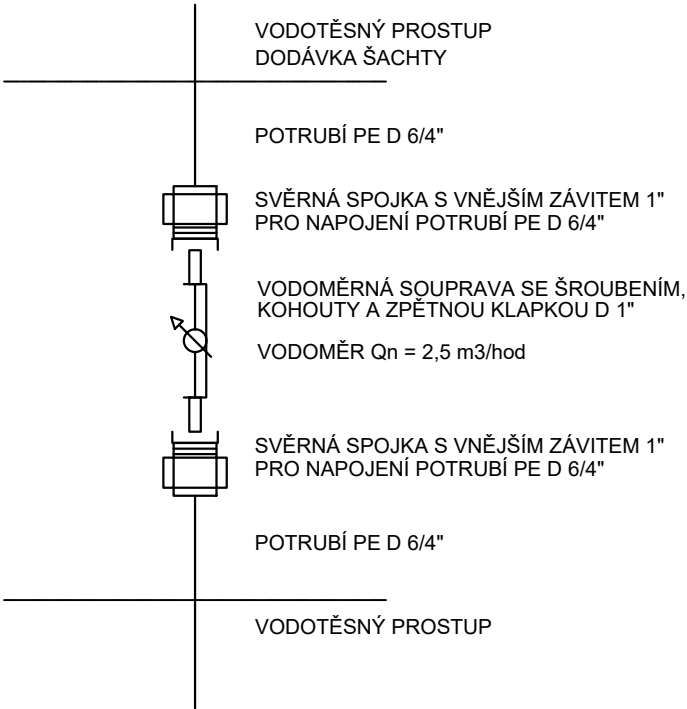 VODOTĚSNÝ PROSTUP
DODÁVKA ŠACHTY
POTRUBÍ PE D 6/4"
SVĚRNÁ SPOJKA S VNĚJŠÍM ZÁVITEM 1"
PRO NAPOJENÍ POTRUBÍ PE D 6/4"
VODOMĚRNÁ SOUPRAVA SE ŠROUBENÍM,
KOHOUTY A ZPĚTNOU KLAPKOU D 1"
VODOMĚR Qn = 2,5 m3/hod
SVĚRNÁ SPOJKA S VNĚJŠÍM ZÁVITEM 1"
PRO NAPOJENÍ POTRUBÍ PE D 6/4"
POTRUBÍ PE D 6/4"
VODOTĚSNÝ PROSTUP